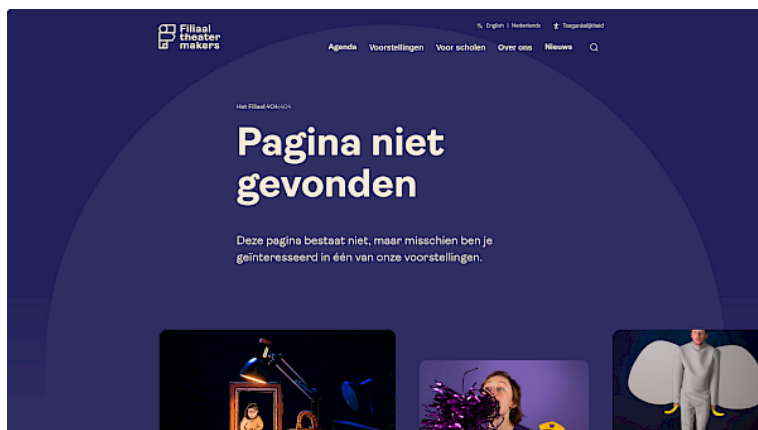 Filiaal
theater
makers
English | Nederlands Toegankelijkheid
Agenda Voorstellingen Voor scholen Over ons Nieuws
Het Filiaal 404|404
Pagina niet
gevonden
Deze pagina bestaat niet, maar misschien ben je
geïnteresseerd in één van onze voorstellingen.